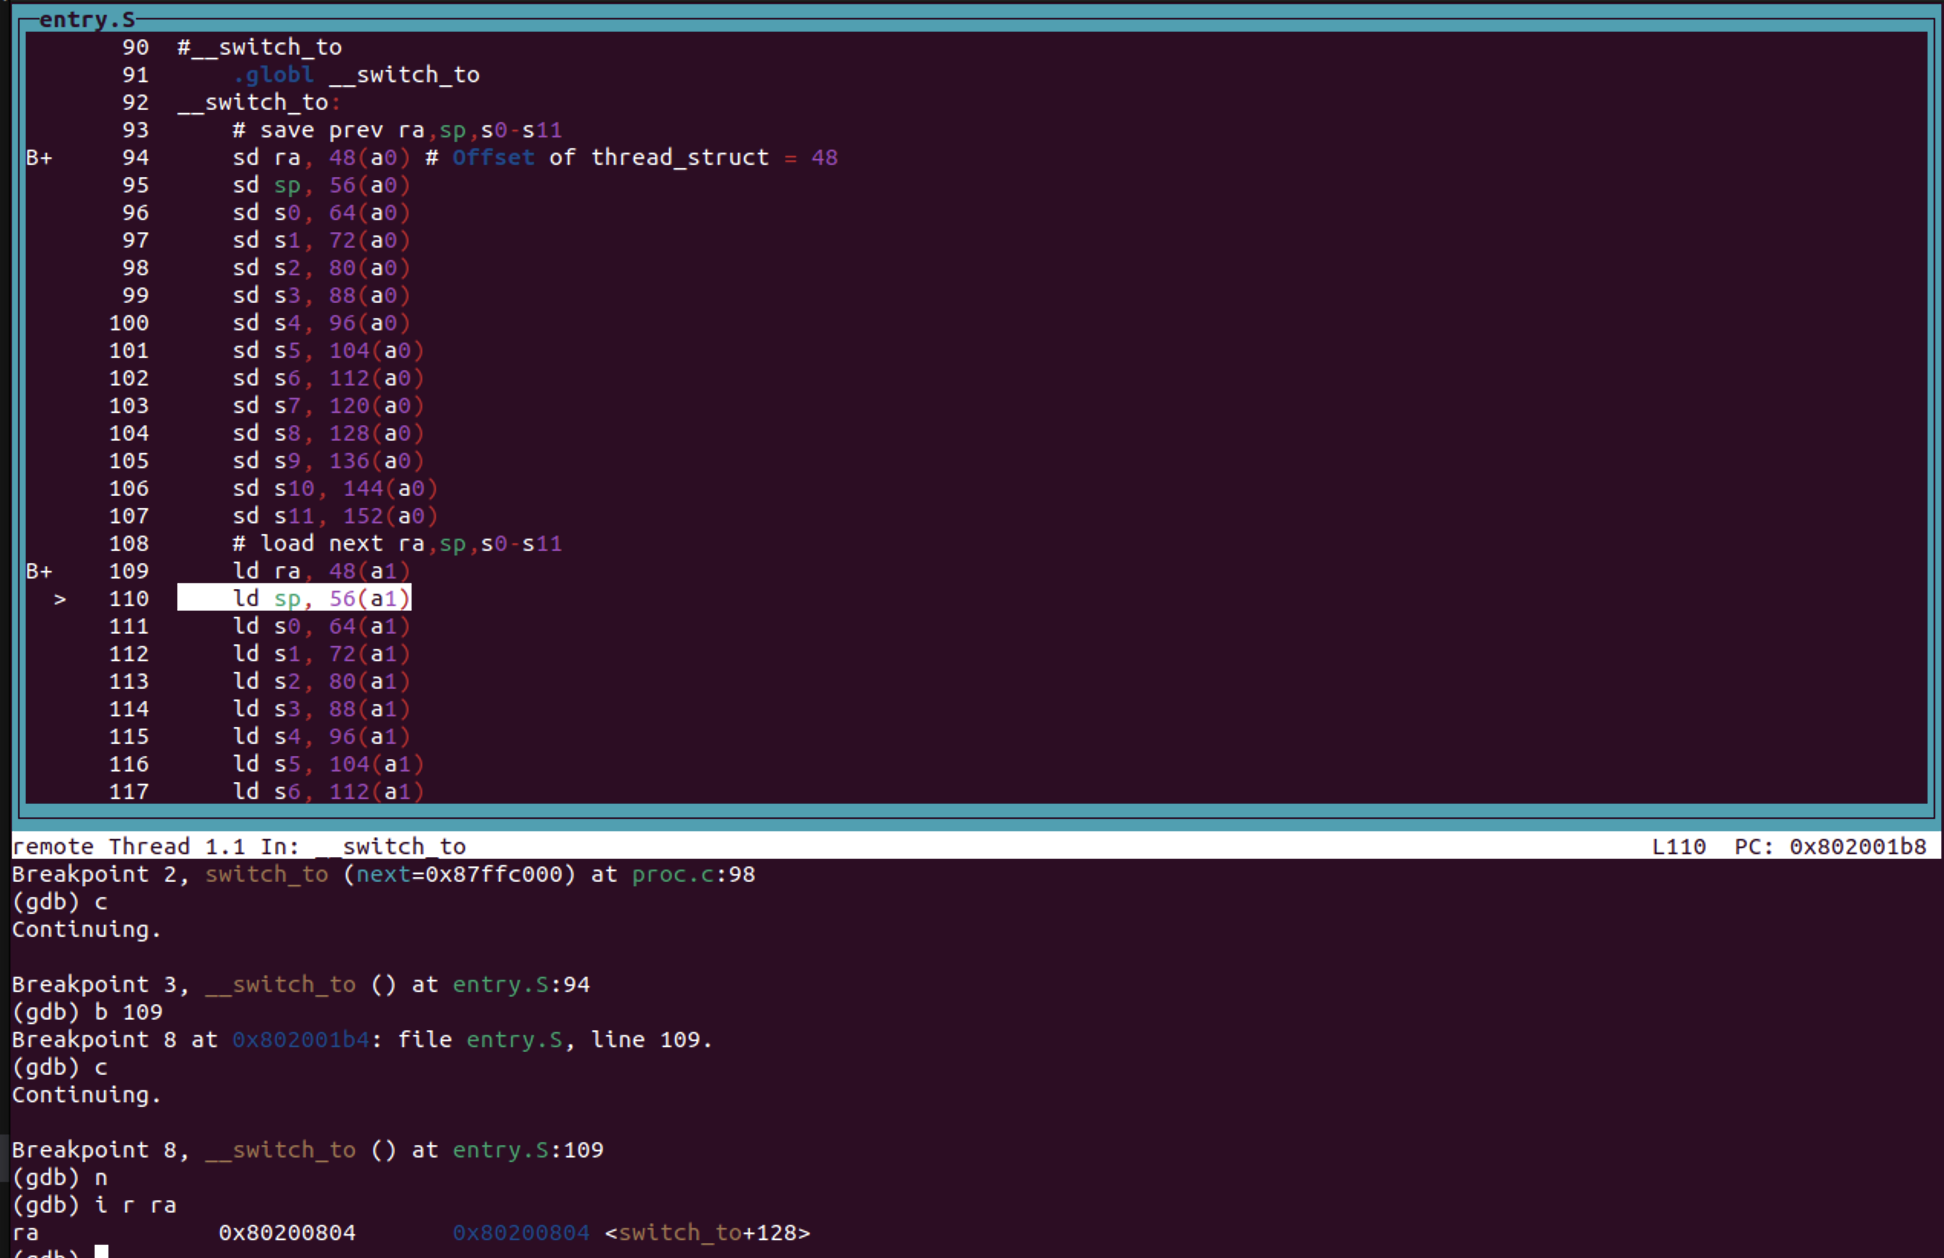 entry.S
90 #__switch_to
91 .globl __switch_to
92 __switch_to:
93 # save prev ra,sp,s0-s11
B+ 94 sd ra, 48(a0) # Offset of thread_struct = 48
95 sd sp, 56(a0)
96 sd s0, 64(a0)
97 sd s1, 72(a0)
98 sd s2, 80(a0)
99 sd s3, 88(a0)
100 sd s4, 96(a0)
101 sd s5, 104(a0)
102 sd s6, 112(a0)
103 sd s7, 120(a0)
104 sd s8, 128(a0)
105 sd s9, 136(a0)
106 sd s10, 144(a0)
107 sd s11, 152(a0)
108 # load next ra,sp,s0-s11
B+ 109 ld ra, 48(a1)
> 110 ld sp, 56(a1)
111 ld s0, 64(a1)
112 ld s1, 72(a1)
113 ld s2, 80(a1)
114 ld s3, 88(a1)
115 ld s4, 96(a1)
116 ld s5, 104(a1)
117 ld s6, 112(a1)
remote Thread 1.1 In: __switch_to L110 PC: 0x802001b8
Breakpoint 2, switch_to (next=0x87ffc000) at proc.c:98
(gdb) c
Continuing.
Breakpoint 3, __switch_to () at entry.S:94
(gdb) b 109
Breakpoint 8 at 0x802001b4: file entry.S, line 109.
(gdb) c
Continuing.
Breakpoint 8, __switch_to () at entry.S:109
(gdb) n
(gdb) i r ra
ra 0x80200804 0x80200804 <switch_to+128>
(gdb)